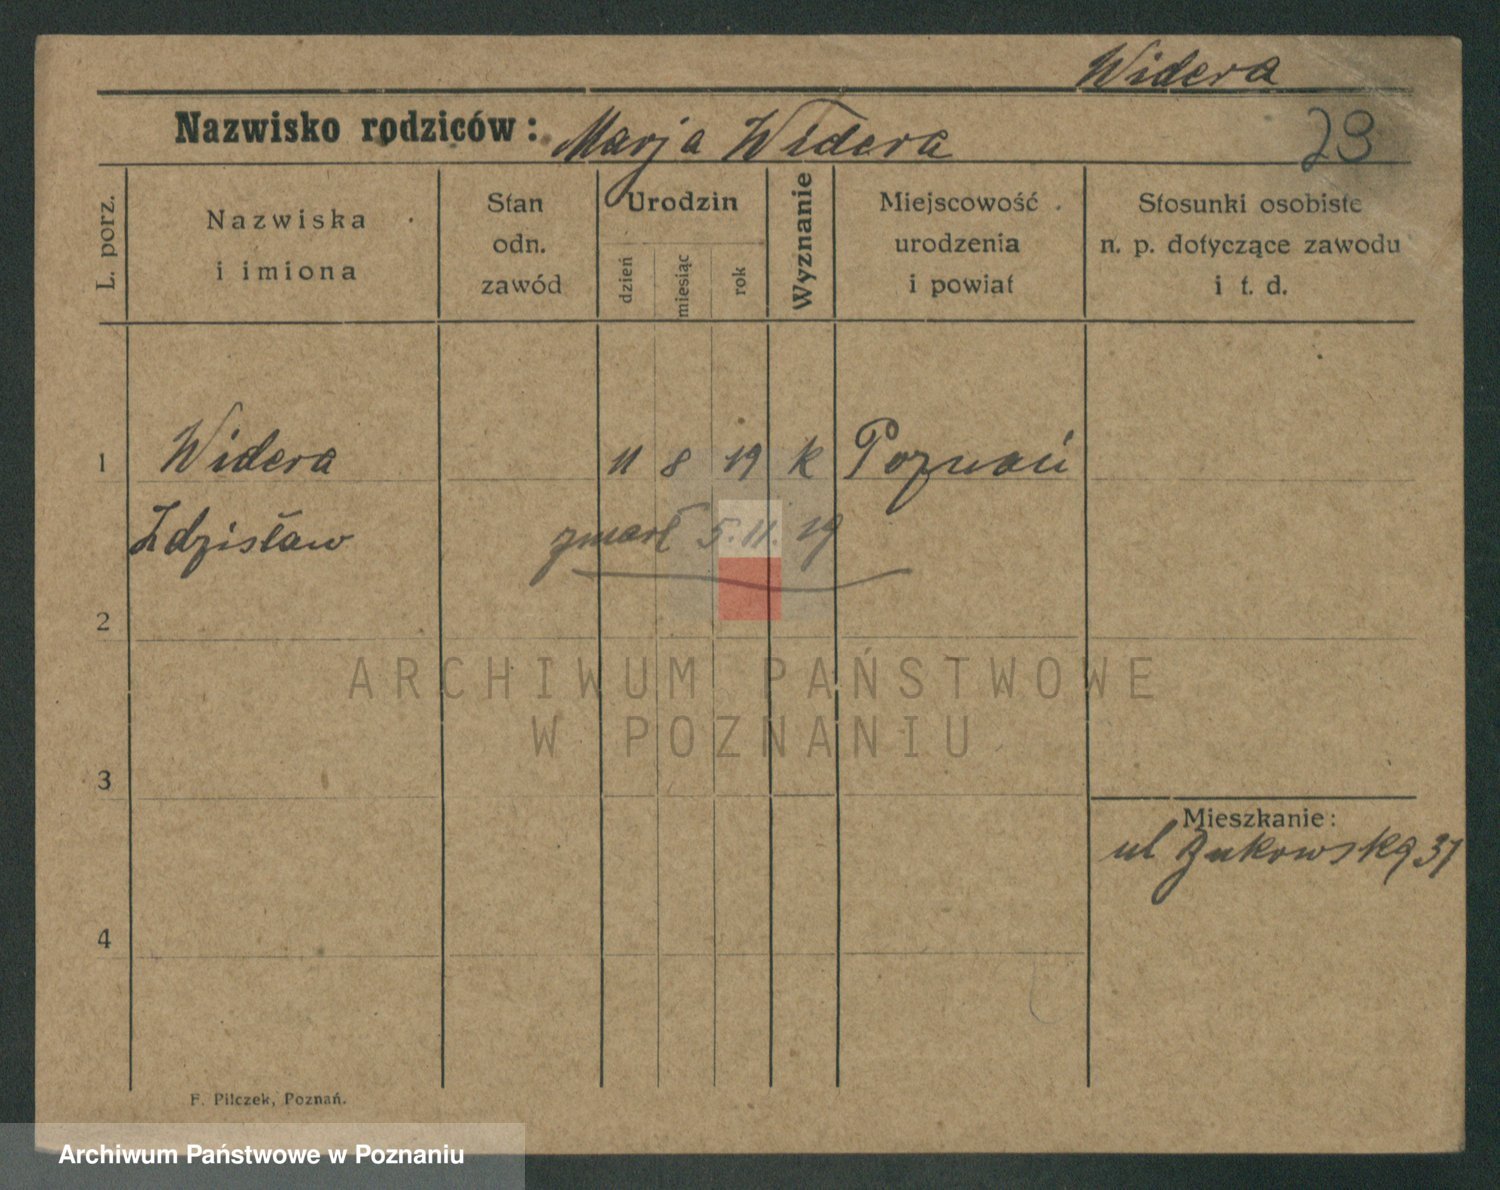 Widera
Nazwisko rodziców: Marja Widera
23
L. porz.
Nazwiska
i imiona
Stan
odn.
zawód
Urodzin
dzień
miesiąc
rok
Wyznanie
Miejscowość
urodzenia
i powiat
Stosunki osobiste
n. p. dotyczące zawodu
i t. d.
1 Widera 11 8 19 k Poznań
Zdzisław zmarł 5.11.19
2
ARCHIWUM PAŃSTWOWE
W POZNANIU
3
Mieszkanie:
ul Bukowska 31
4
F. Pilczek, Poznań.
Archiwum Państwowe w Poznaniu